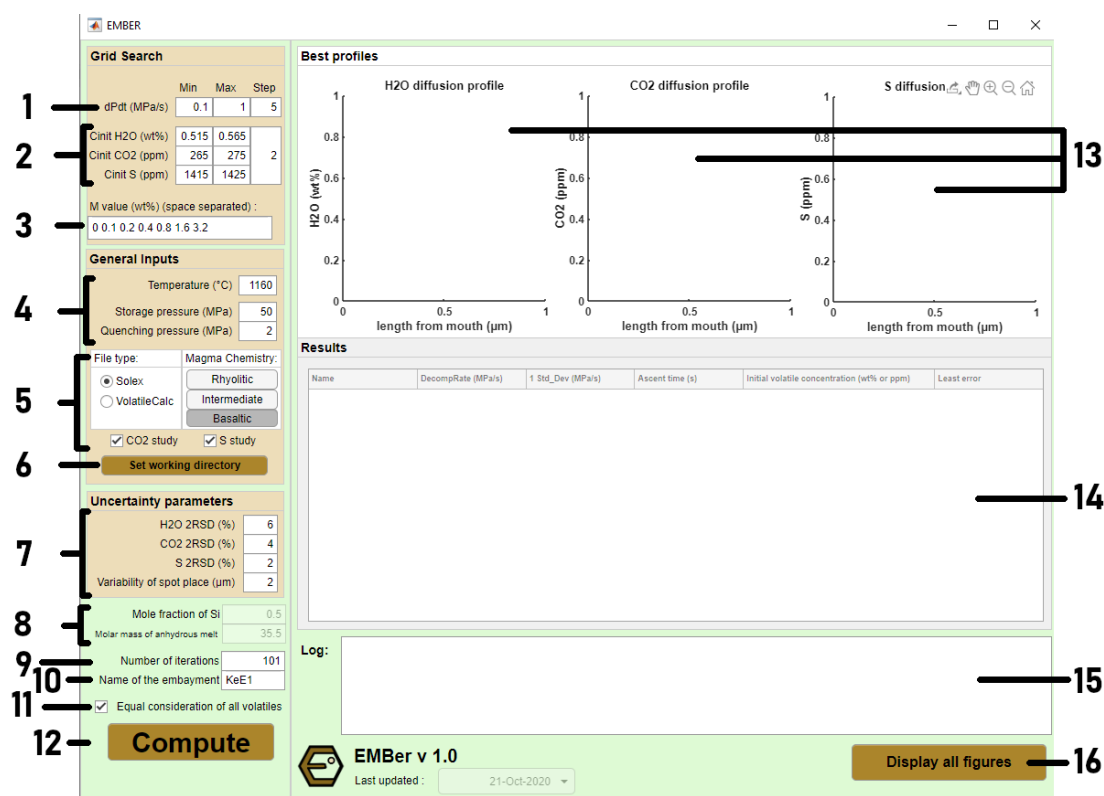 EMBER
Grid Search
Min Max Step
1 dPdt (MPa/s) 0.1 1 5
2
Cinit H2O (wt%) 0.515 0.565
Cinit CO2 (ppm) 265 275 2
Cinit S (ppm) 1415 1425
M value (wt%) (space separated) :
3 0 0.1 0.2 0.4 0.8 1.6 3.2
General Inputs
4
Temperature (°C) 1160
Storage pressure (MPa) 50
Quenching pressure (MPa) 2
5
File type: Magma Chemistry:
Solex Rhyolitic
VolatileCalc Intermediate
Basaltic
CO2 study S study
6 Set working directory
Uncertainty parameters
7
H2O 2RSD (%) 6
CO2 2RSD (%) 4
S 2RSD (%) 2
Variability of spot place (µm) 2
8
Mole fraction of Si 0.5
Molar mass of anhydrous melt 35.5
9 Number of iterations 101
10 Name of the embayment KeE1
11 Equal consideration of all volatiles
12 Compute
Best profiles
H2O diffusion profile
1
0.8
0.6
0.4
0.2
0
H2O (wt%)
0 0.5 1
length from mouth (µm)
CO2 diffusion profile
1
0.8
0.6
0.4
0.2
0
CO2 (ppm)
0 0.5 1
length from mouth (µm)
S diffusion
1
0.8
0.6
0.4
0.2
0
S (ppm)
0 0.5 1
length from mouth (µm)
13
Results
Name DecompRate (MPa/s) 1 Std_Dev (MPa/s) Ascent time (s) Initial volatile concentration (wt% or ppm) Least error
14
Log:
15
EMBer v 1.0
Last updated : 21-Oct-2020
Display all figures 16